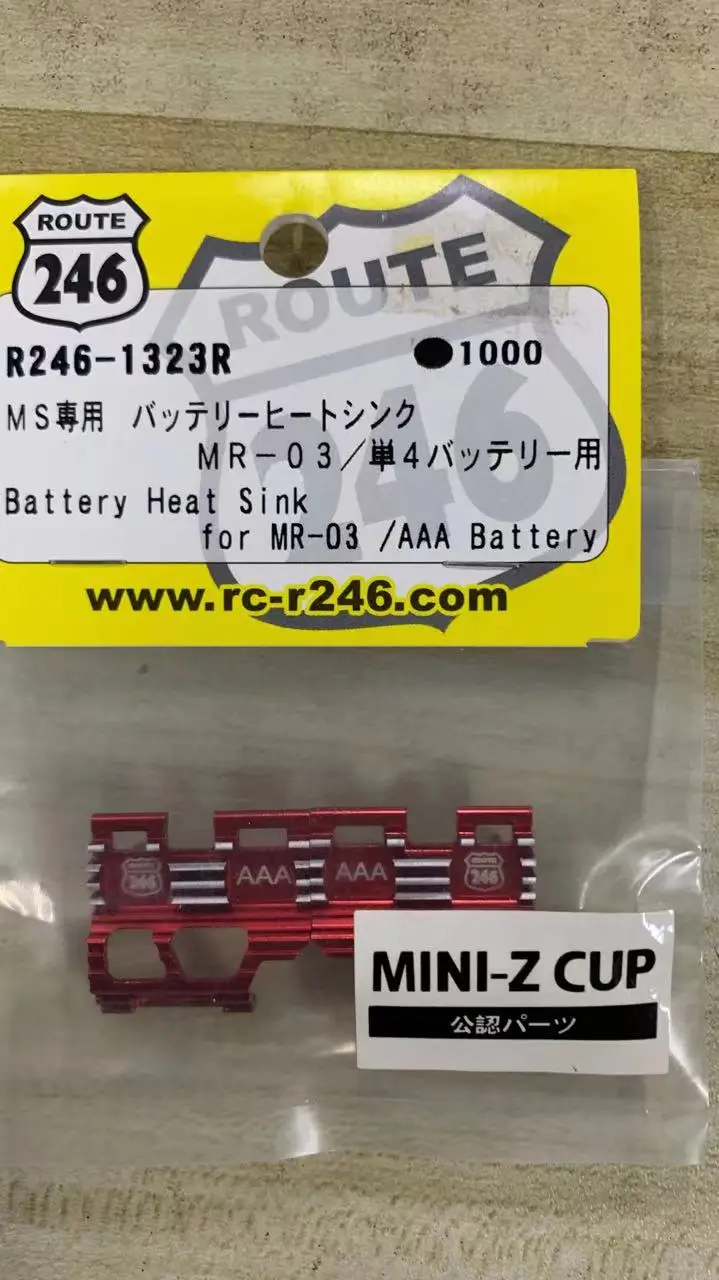 ROUTE
246
ROUTE
246
R246-1323R ●1000
MS専用 バッテリーヒートシンク
MR-03/単4バッテリー用
Battery Heat Sink
for MR-03 /AAA Battery
www.rc-r246.com
ROUTE
246
AAA
AAA
ROUTE
246
MINI-Z CUP
公認パーツ